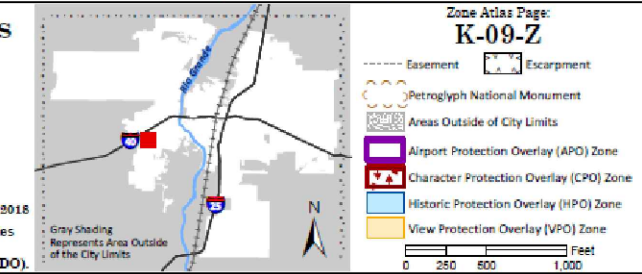 S
Zone Atlas Page:
K-09-Z
Easement
Escarpment
Petroglyph National Monument
Areas Outside of City Limits
Airport Protection Overlay (APO) Zone
Character Protection Overlay (CPO) Zone
Historic Protection Overlay (HPO) Zone
View Protection Overlay (VPO) Zone
Feet
0 250 500 1,000
Rio Grande
40
25
N
2018
es
DO).
Gray Shading
Represents Area Outside
of the City Limits